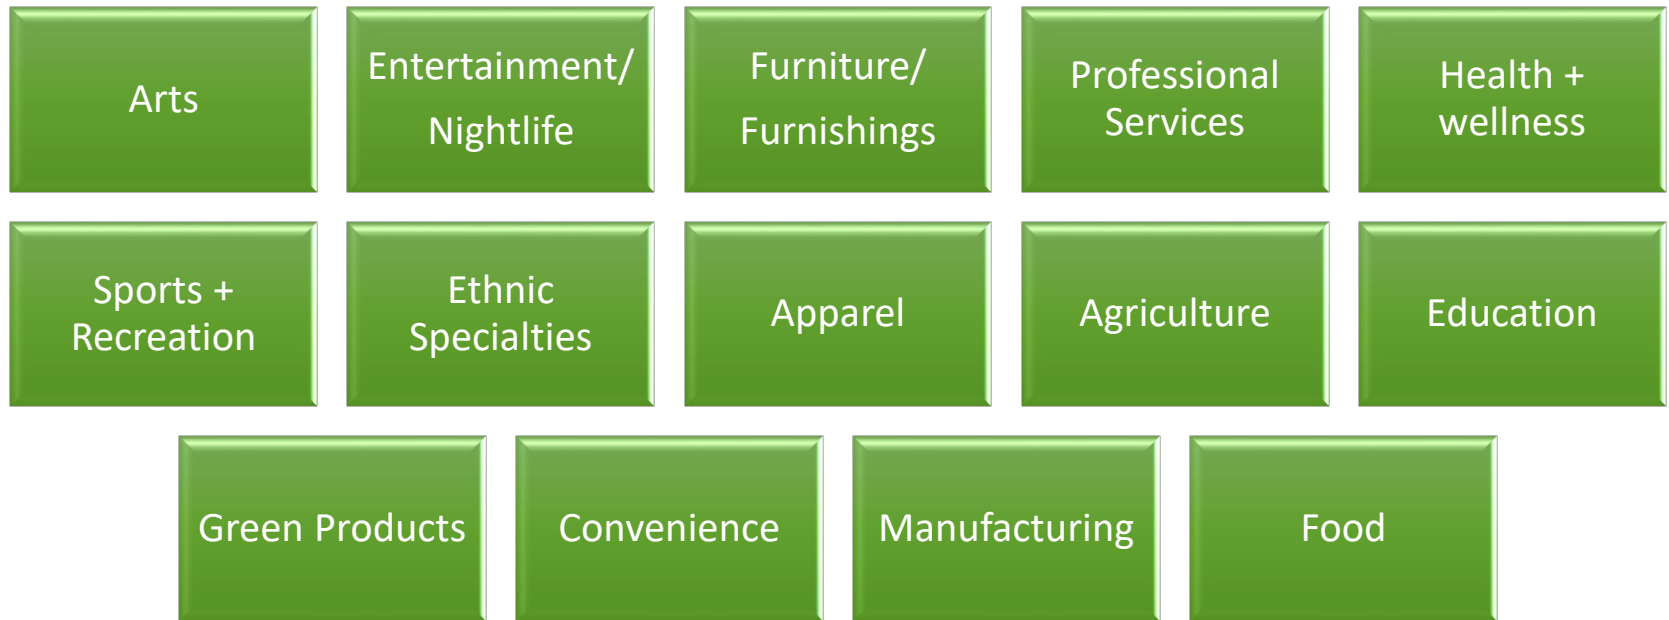 Arts
Entertainment/
Nightlife
Furniture/
Furnishings
Professional
Services
Health +
wellness
Sports +
Recreation
Ethnic
Specialties
Apparel
Agriculture
Education
Green Products
Convenience
Manufacturing
Food